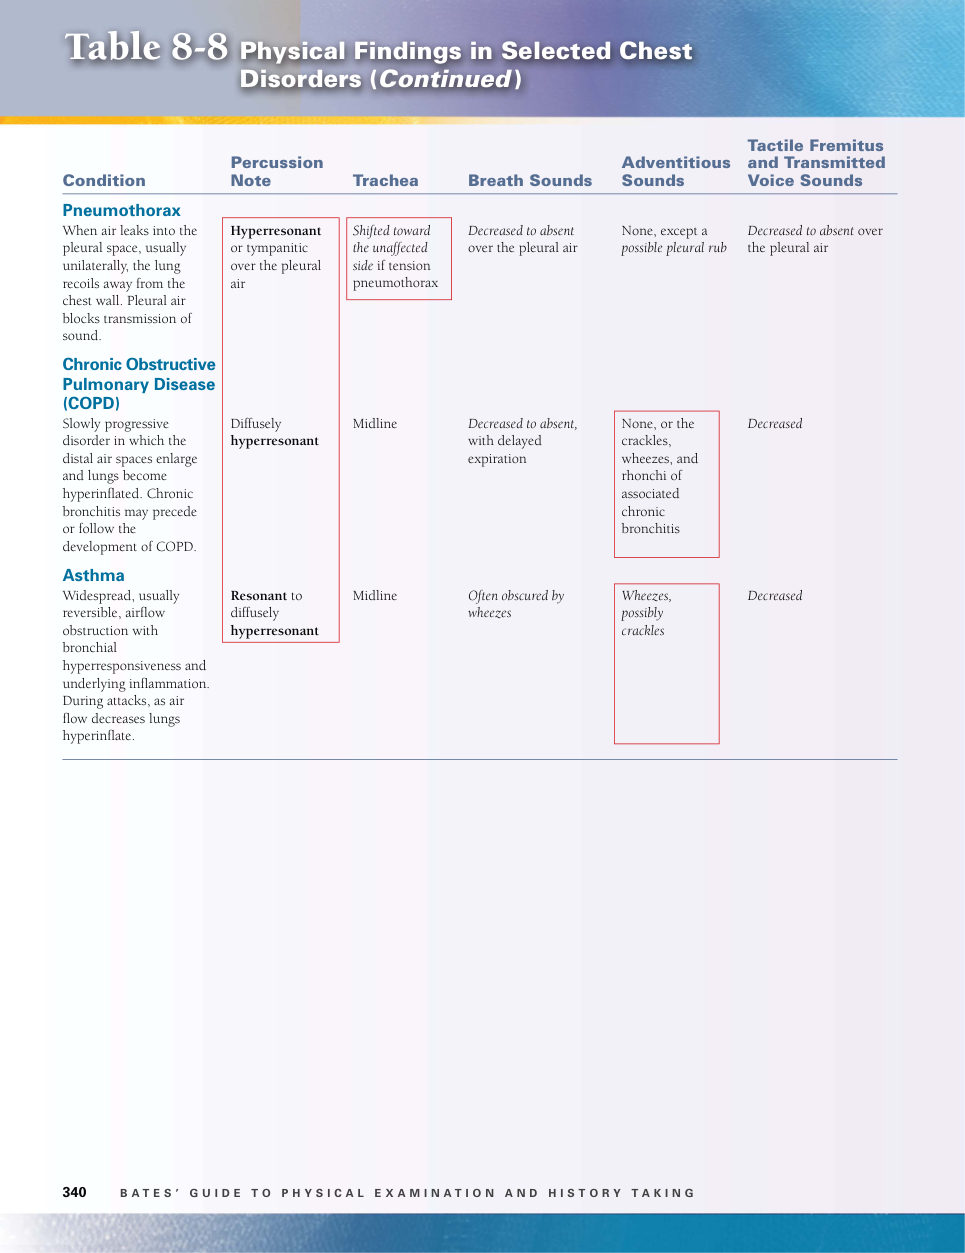 Table 8-8 Physical Findings in Selected Chest
Disorders (Continued)
Condition
Percussion
Note
Trachea
Breath Sounds
Adventitious
Sounds
Tactile Fremitus
and Transmitted
Voice Sounds
Pneumothorax
When air leaks into the
pleural space, usually
unilaterally, the lung
recoils away from the
chest wall. Pleural air
blocks transmission of
sound.
Hyperresonant
or tympanitic
over the pleural
air
Shifted toward
the unaffected
side if tension
pneumothorax
Decreased to absent
over the pleural air
None, except a
possible pleural rub
Decreased to absent over
the pleural air
Chronic Obstructive
Pulmonary Disease
(COPD)
Slowly progressive
disorder in which the
distal air spaces enlarge
and lungs become
hyperinflated. Chronic
bronchitis may precede
or follow the
development of COPD.
Diffusely
hyperresonant
Midline
Decreased to absent,
with delayed
expiration
None, or the
crackles,
wheezes, and
rhonchi of
associated
chronic
bronchitis
Decreased
Asthma
Widespread, usually
reversible, airflow
obstruction with
bronchial
hyperresponsiveness and
underlying inflammation.
During attacks, as air
flow decreases lungs
hyperinflate.
Resonant to
diffusely
hyperresonant
Midline
Often obscured by
wheezes
Wheezes,
possibly
crackles
Decreased
340 BATES' GUIDE TO PHYSICAL EXAMINATION AND HISTORY TAKING